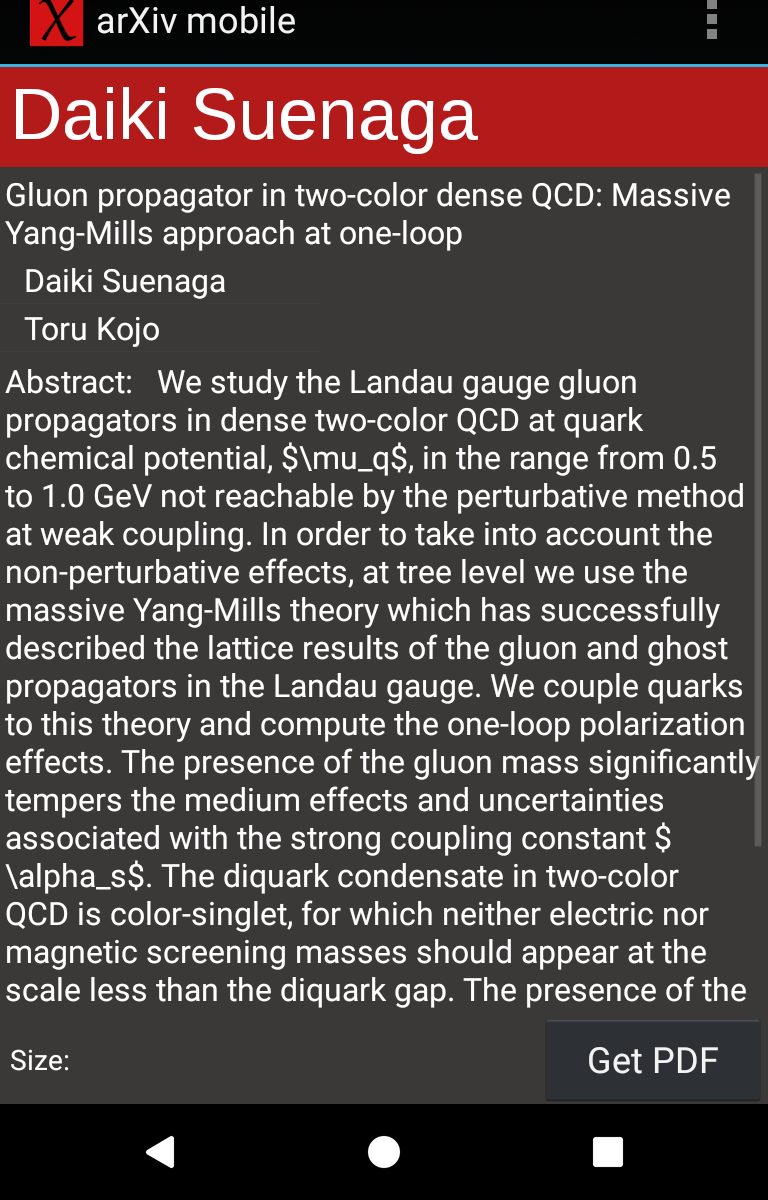 arXiv mobile
Daiki Suenaga
Gluon propagator in two-color dense QCD: Massive
Yang-Mills approach at one-loop
Daiki Suenaga
Toru Kojo
Abstract:   We study the Landau gauge gluon
propagators in dense two-color QCD at quark
chemical potential, $\mu_q$, in the range from 0.5
to 1.0 GeV not reachable by the perturbative method
at weak coupling. In order to take into account the
non-perturbative effects, at tree level we use the
massive Yang-Mills theory which has successfully
described the lattice results of the gluon and ghost
propagators in the Landau gauge. We couple quarks
to this theory and compute the one-loop polarization
effects. The presence of the gluon mass significantly
tempers the medium effects and uncertainties
associated with the strong coupling constant $
\alpha_s$. The diquark condensate in two-color
QCD is color-singlet, for which neither electric nor
magnetic screening masses should appear at the
scale less than the diquark gap. The presence of the
Size:
Get PDF